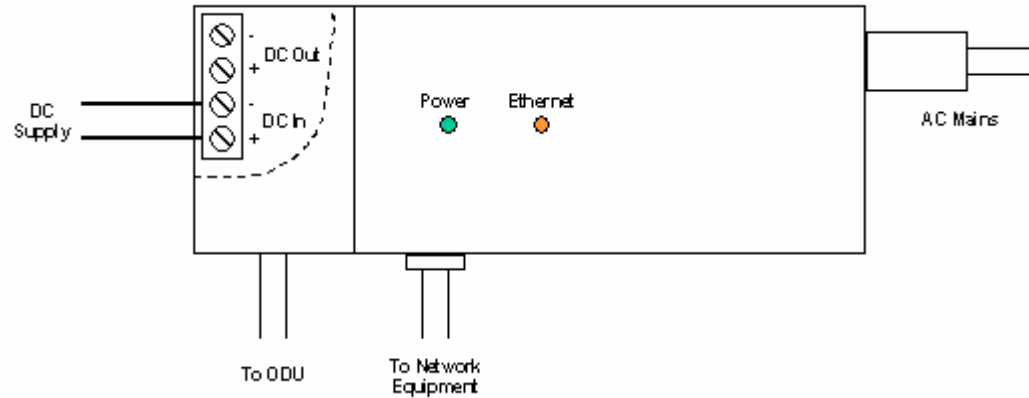 -
DC Out
+
-
DC In
+
DC
Supply
Power
Ethernet
AC Mains
To ODU
To Network
Equipment